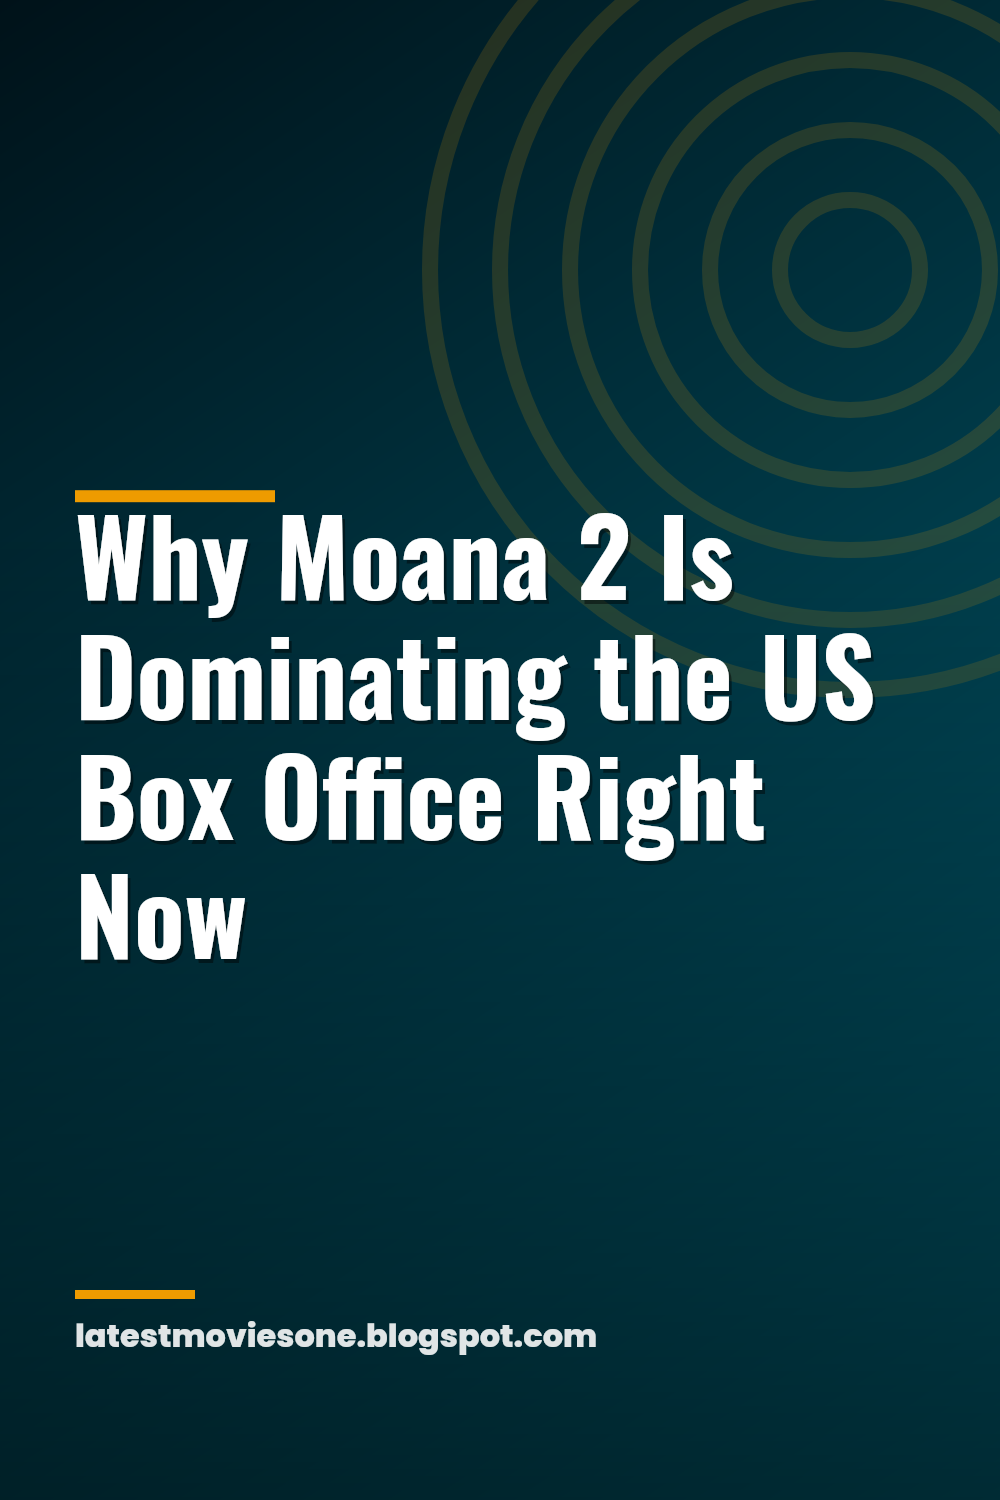 Why Moana 2 Is
Dominating the US
Box Office Right
Now
latestmoviesone.blogspot.com